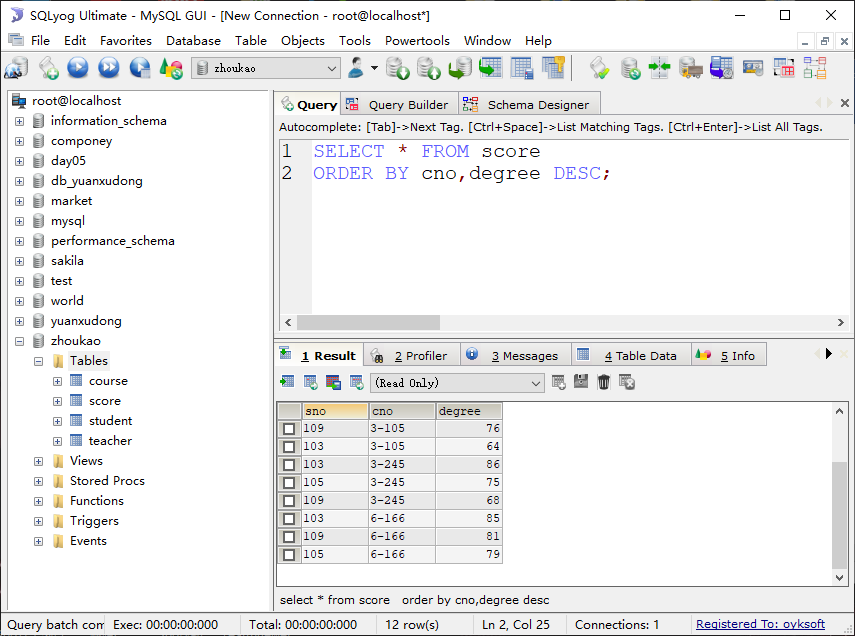 SQLyog Ultimate - MySQL GUI - [New Connection - root@localhost*]
File Edit Favorites Database Table Objects Tools Powertools Window Help
zhoukao
root@localhost
information_schema
componey
day05
db_yuanxudong
market
mysql
performance_schema
sakila
test
world
yuanxudong
zhoukao
Tables
course
score
student
teacher
Views
Stored Procs
Functions
Triggers
Events
Query Query Builder Schema Designer
Autocomplete: [Tab]->Next Tag. [Ctrl+Space]->List Matching Tags. [Ctrl+Enter]->List All Tags.
1 SELECT * FROM score
2 ORDER BY cno,degree DESC;
1 Result 2 Profiler 3 Messages 4 Table Data 5 Info
(Read Only)
sno cno degree
109 3-105 76
103 3-105 64
103 3-245 86
105 3-245 75
109 3-245 68
103 6-166 85
109 6-166 81
105 6-166 79
select * from score order by cno,degree desc
Query batch com Exec: 00:00:00:000 Total: 00:00:00:000 12 row(s) Ln 2, Col 25 Connections: 1 Registered To: oyksoft